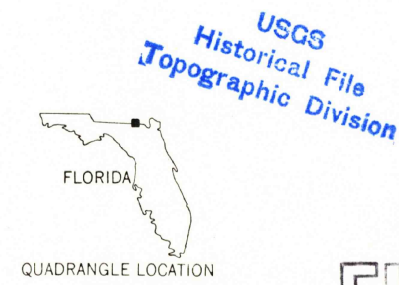 USGS
Historical File
Topographic Division
FLORIDA
QUADRANGLE LOCATION